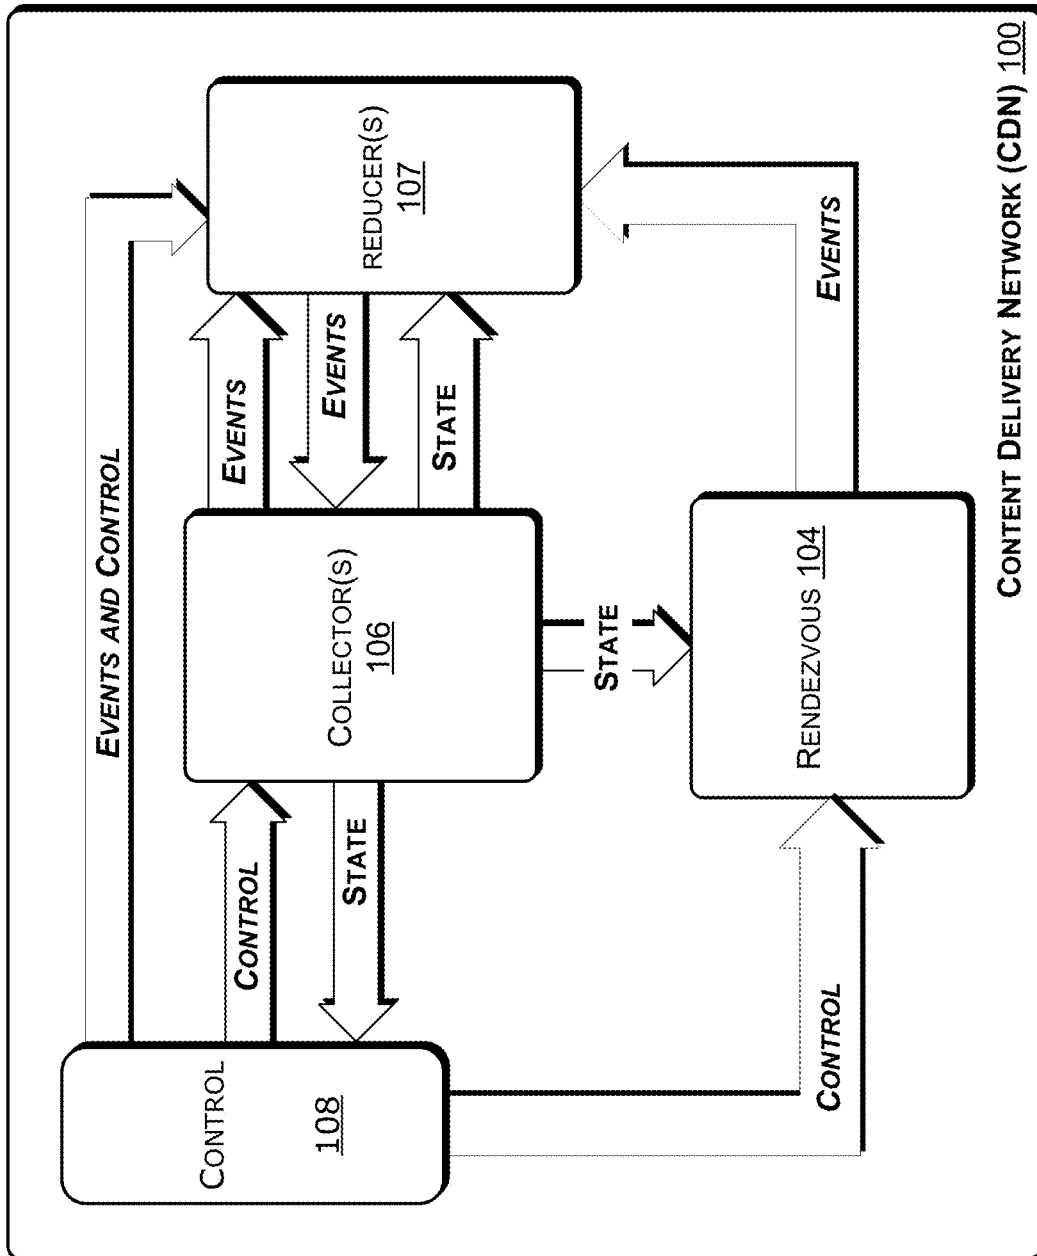 EVENTS AND CONTROL
CONTROL
108
CONTROL
STATE
COLLECTOR(S)
106
EVENTS
EVENTS
STATE
REDUCER(S)
107
STATE
CONTROL
RENDEZVOUS 104
EVENTS
CONTENT DELIVERY NETWORK (CDN) 100